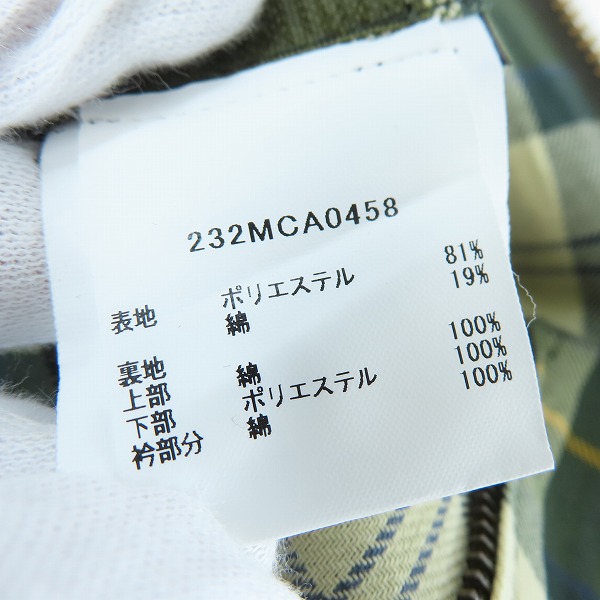 232MCA0458
表地 ポリエステル 81%
綿 19%
裏地
上部 綿 100%
下部 ポリエステル 100%
衿部分 綿 100%